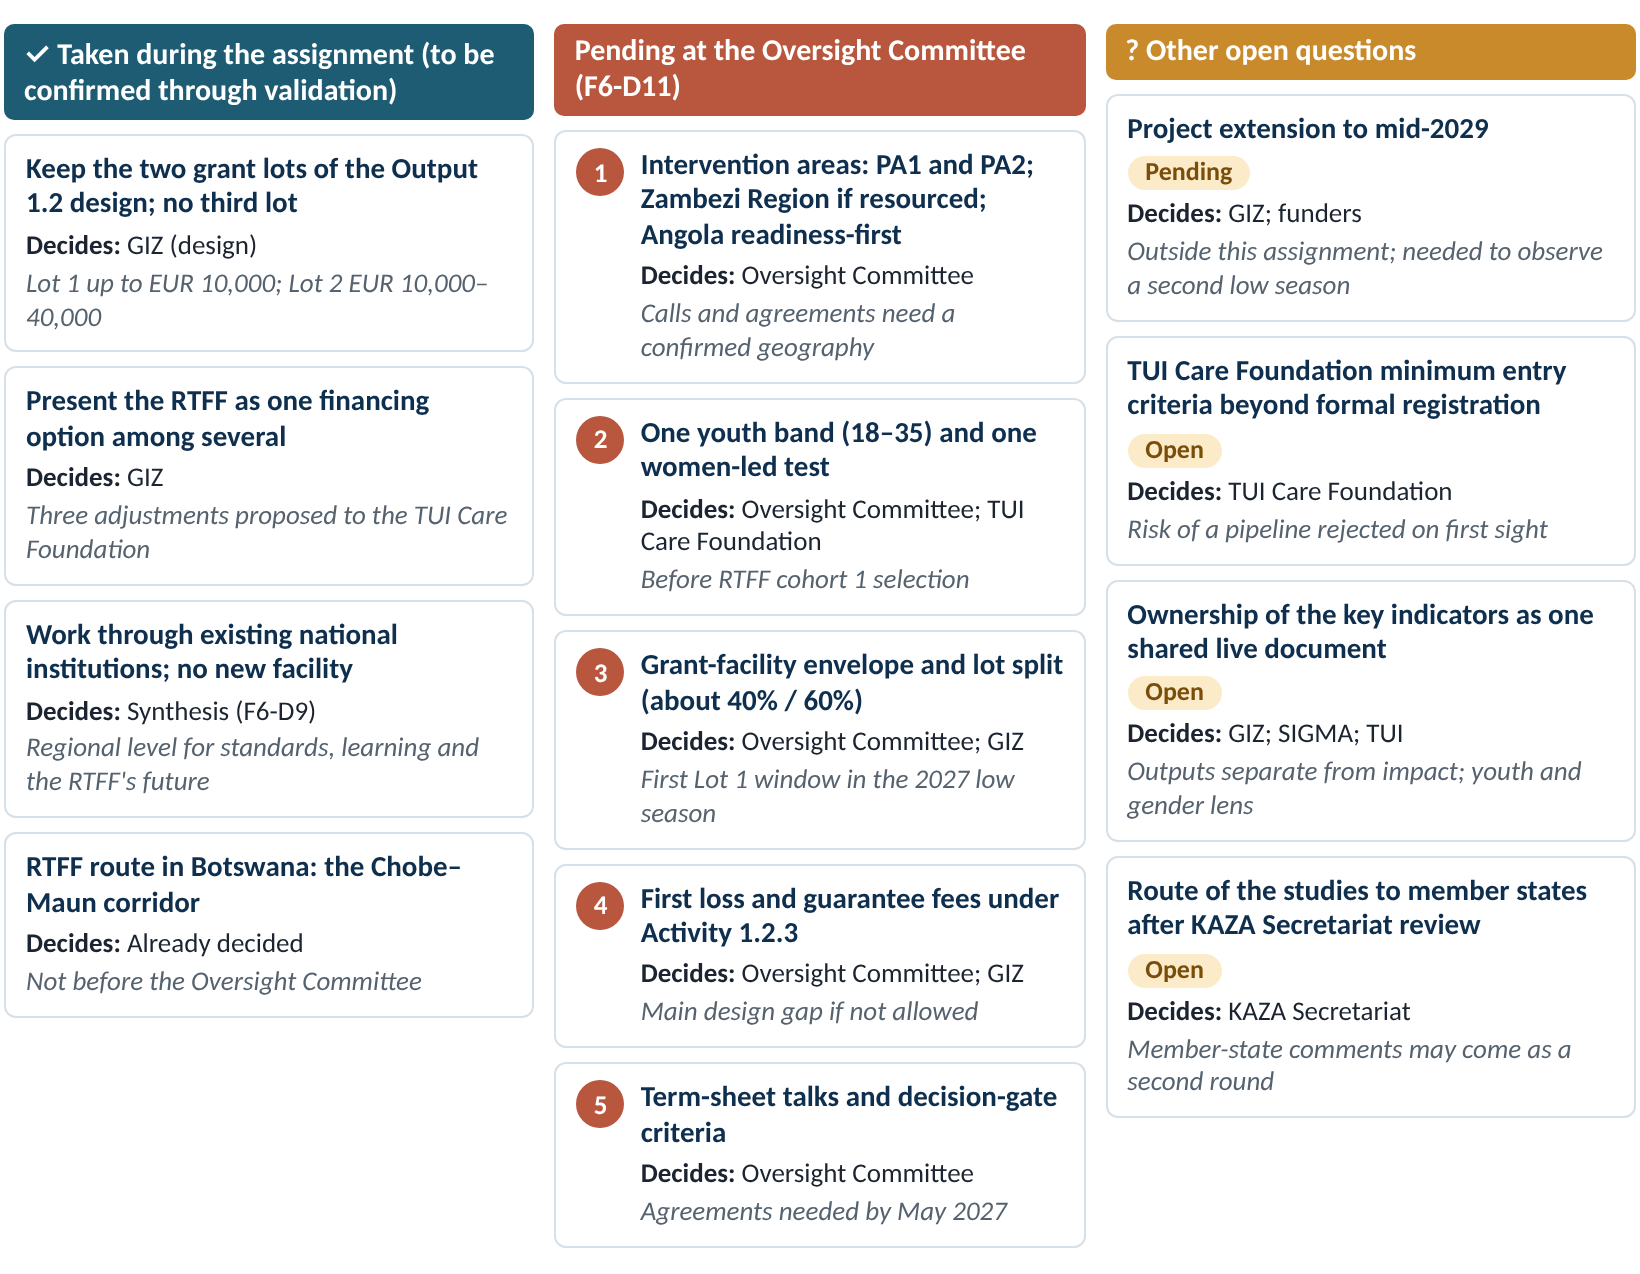 ✓ Taken during the assignment (to be
confirmed through validation)
Keep the two grant lots of the Output
1.2 design; no third lot
Decides: GIZ (design)
Lot 1 up to EUR 10,000; Lot 2 EUR 10,000–
40,000
Present the RTFF as one financing
option among several
Decides: GIZ
Three adjustments proposed to the TUI Care
Foundation
Work through existing national
institutions; no new facility
Decides: Synthesis (F6-D9)
Regional level for standards, learning and
the RTFF's future
RTFF route in Botswana: the Chobe–
Maun corridor
Decides: Already decided
Not before the Oversight Committee
Pending at the Oversight Committee
(F6-D11)
1
Intervention areas: PA1 and PA2;
Zambezi Region if resourced;
Angola readiness-first
Decides: Oversight Committee
Calls and agreements need a
confirmed geography
2
One youth band (18–35) and one
women-led test
Decides: Oversight Committee; TUI
Care Foundation
Before RTFF cohort 1 selection
3
Grant-facility envelope and lot split
(about 40% / 60%)
Decides: Oversight Committee; GIZ
First Lot 1 window in the 2027 low
season
4
First loss and guarantee fees under
Activity 1.2.3
Decides: Oversight Committee; GIZ
Main design gap if not allowed
5
Term-sheet talks and decision-gate
criteria
Decides: Oversight Committee
Agreements needed by May 2027
? Other open questions
Project extension to mid-2029
Pending
Decides: GIZ; funders
Outside this assignment; needed to observe
a second low season
TUI Care Foundation minimum entry
criteria beyond formal registration
Open
Decides: TUI Care Foundation
Risk of a pipeline rejected on first sight
Ownership of the key indicators as one
shared live document
Open
Decides: GIZ; SIGMA; TUI
Outputs separate from impact; youth and
gender lens
Route of the studies to member states
after KAZA Secretariat review
Open
Decides: KAZA Secretariat
Member-state comments may come as a
second round